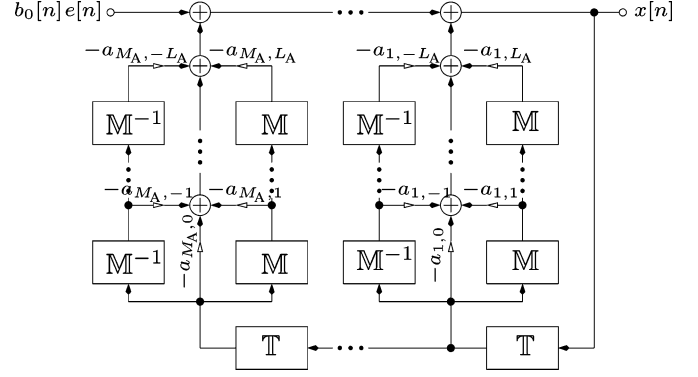 b₀[n] e[n] x[n]
−a_{M_A,−L_A} −a_{M_A,L_A} −a_{1,−L_A} −a_{1,L_A}
𝕄⁻¹ 𝕄 𝕄⁻¹ 𝕄
−a_{M_A,−1} −a_{M_A,1} −a_{1,−1} −a_{1,1}
−a_{M_A,0} −a_{1,0}
𝕄⁻¹ 𝕄 𝕄⁻¹ 𝕄
𝕋 𝕋